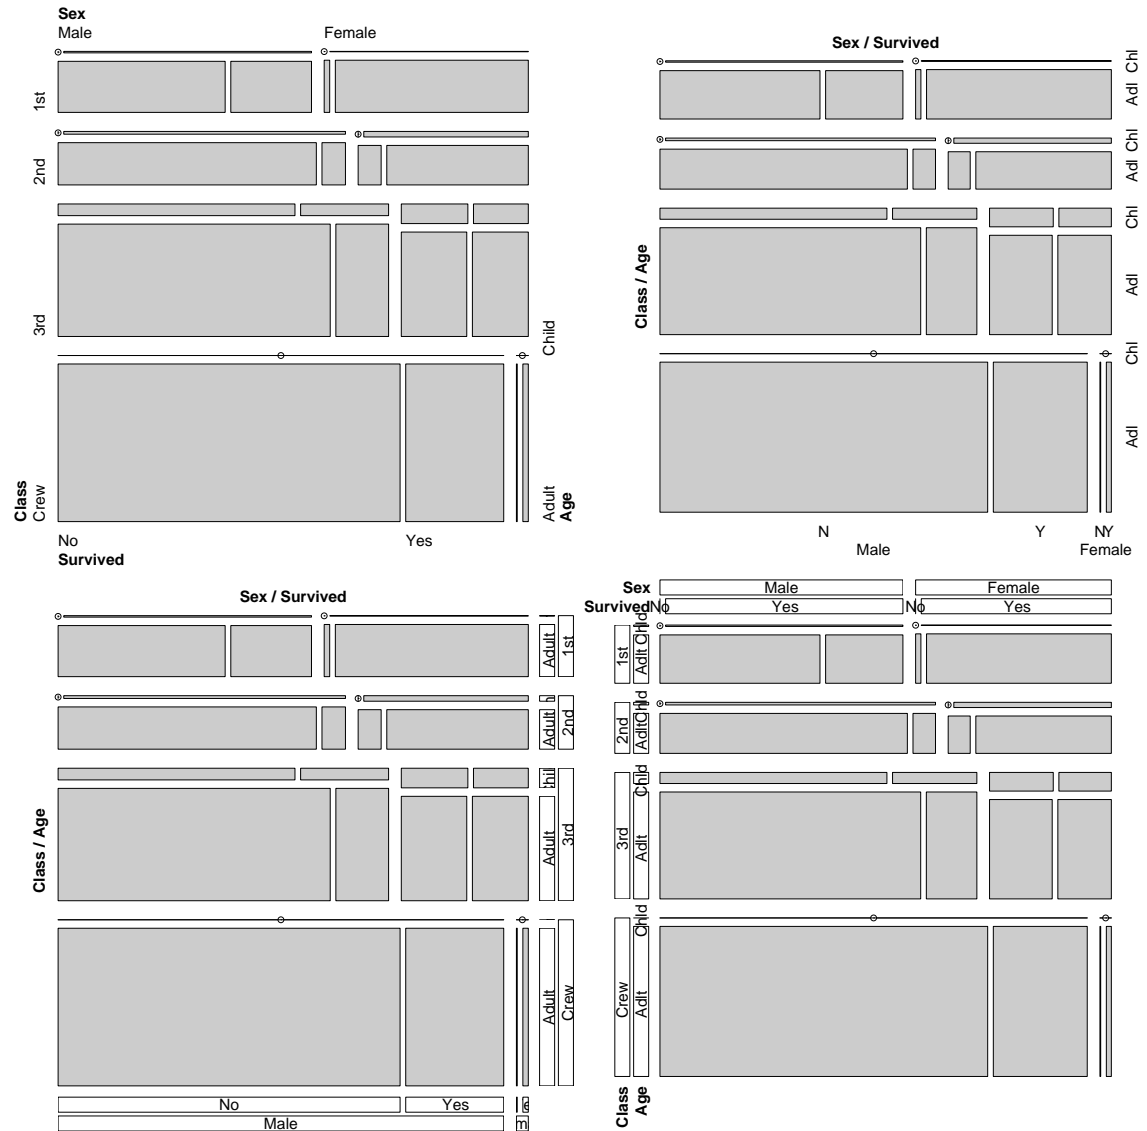 Sex
Male Female
1st
2nd
3rd
Crew
Class
Child
Adult
Age
No Yes
Survived
Sex / Survived
Chl
Adl
Chl
Adl
Chl
Adl
Chl
Adl
Class / Age
N Y N Y
Male Female
Sex / Survived
Adult 1st
Adult 2nd
Adult 3rd
Adult Crew
Class / Age
No Yes
Male
Sex Male Female
Survived No Yes No Yes
1st Adlt Chld
2nd Adlt Chld
3rd Adlt Chld
Crew Adlt Chld
Class
Age